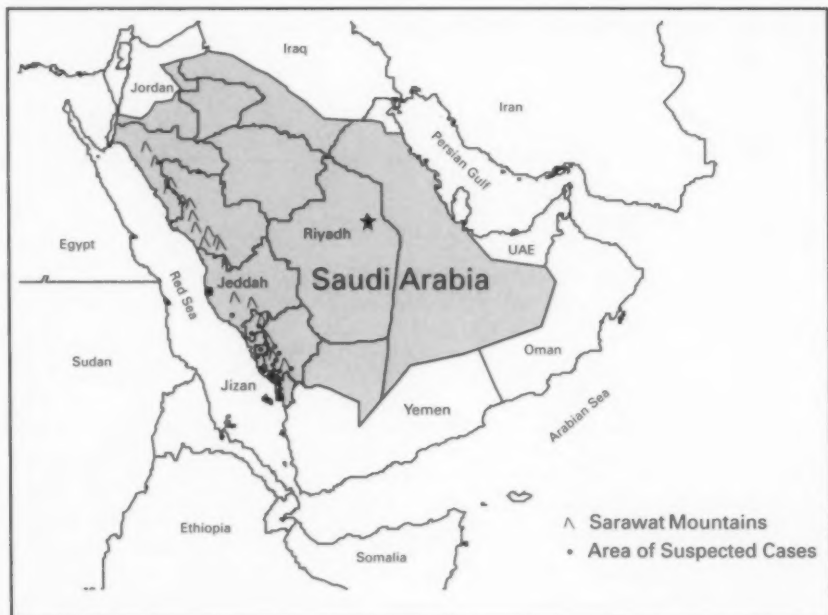 Iraq
Jordan
Iran
Persian Gulf
Riyadh
Egypt
UAE
Red Sea
Jeddah
Saudi Arabia
Sudan
Oman
Jizan
Yemen
Arabian Sea
Ethiopia
Somalia
^ Sarawat Mountains
• Area of Suspected Cases